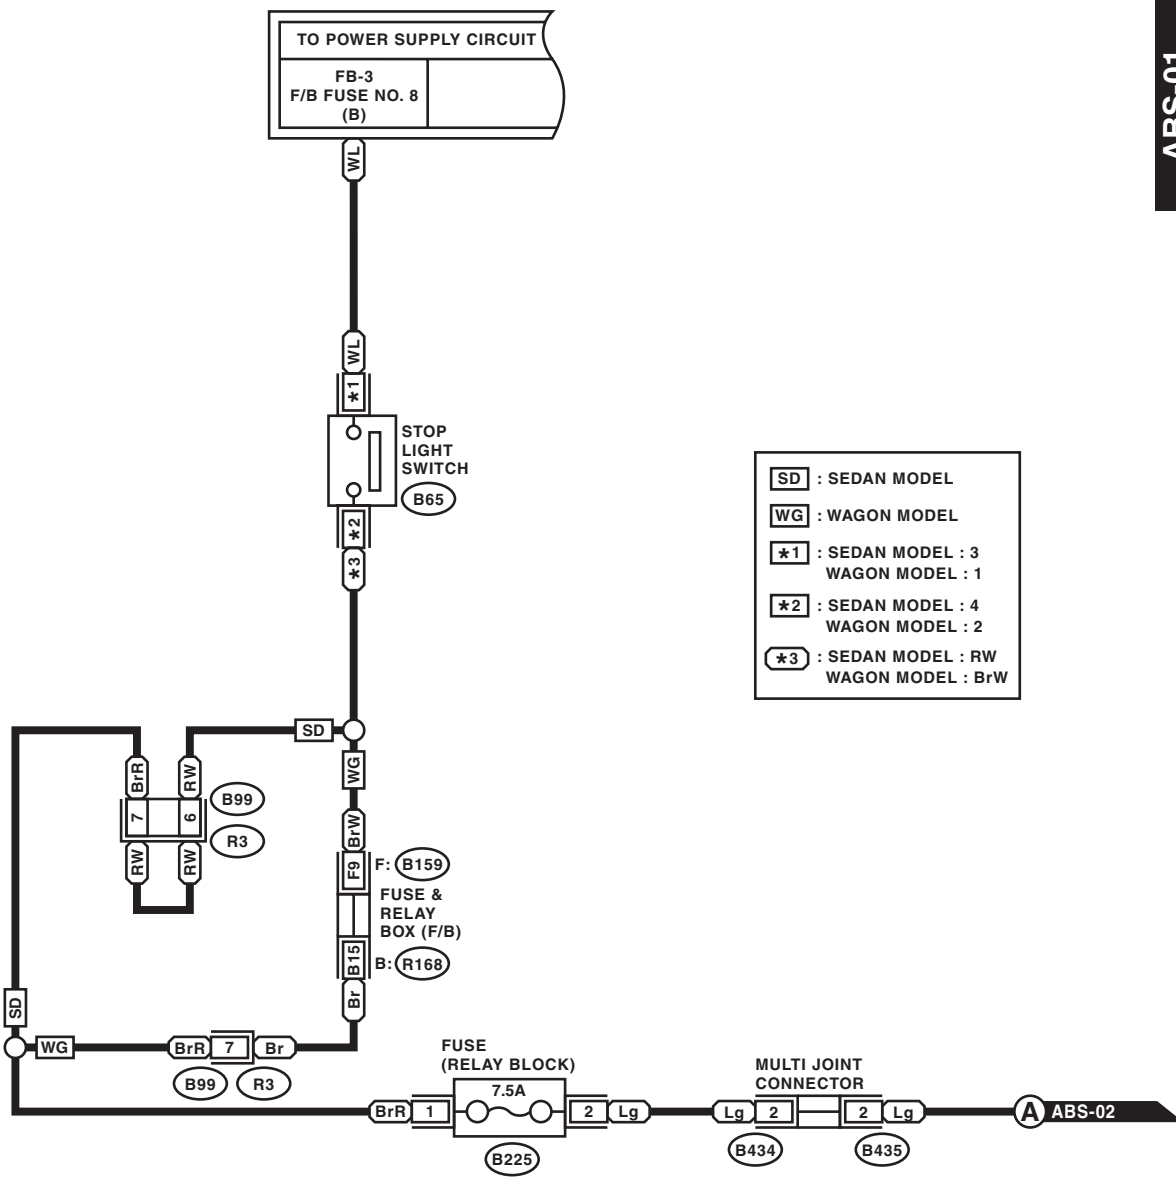 TO POWER SUPPLY CIRCUIT
FB-3
F/B FUSE NO. 8
(B)
ABS-01
WL
WL
*1
STOP
LIGHT
SWITCH
B65
*2
*3
SD : SEDAN MODEL
WG : WAGON MODEL
*1 : SEDAN MODEL : 3
WAGON MODEL : 1
*2 : SEDAN MODEL : 4
WAGON MODEL : 2
*3 : SEDAN MODEL : RW
WAGON MODEL : BrW
SD
WG
BrR
RW
7
6
B99
R3
RW
RW
BrW
F9
F: B159
FUSE &
RELAY
BOX (F/B)
B15
B: R168
Br
SD
WG
BrR
7
Br
B99
R3
FUSE
(RELAY BLOCK)
7.5A
BrR
1
2
Lg
B225
MULTI JOINT
CONNECTOR
Lg
2
2
Lg
B434
B435
A
ABS-02